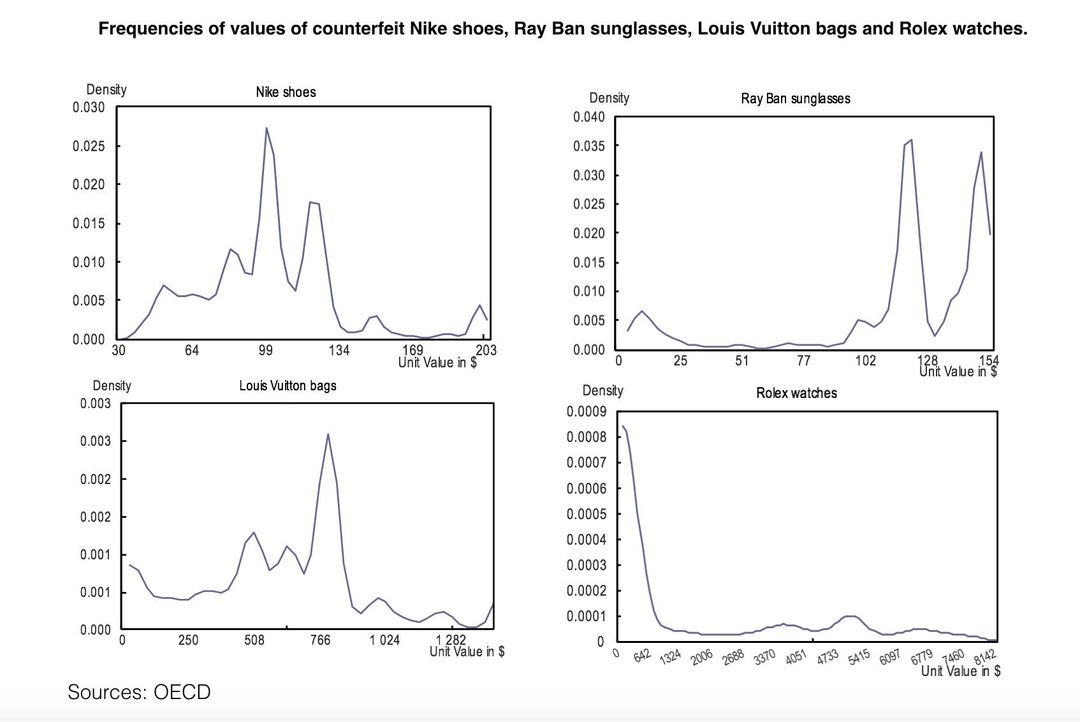 Frequencies of values of counterfeit Nike shoes, Ray Ban sunglasses, Louis Vuitton bags and Rolex watches.
Density
Nike shoes
0.030
0.025
0.020
0.015
0.010
0.005
0.000
30 64 99 134 169 203
Unit Value in $
Density
Ray Ban sunglasses
0.040
0.035
0.030
0.025
0.020
0.015
0.010
0.005
0.000
0 25 51 77 102 128 154
Unit Value in $
Density
Louis Vuitton bags
0.003
0.003
0.002
0.002
0.001
0.001
0.000
0 250 508 766 1 024 1 282
Unit Value in $
Density
Rolex watches
0.0009
0.0008
0.0007
0.0006
0.0005
0.0004
0.0003
0.0002
0.0001
0
0 642 1324 2006 2688 3370 4051 4733 5415 6097 6779 7460 8142
Unit Value in $
Sources: OECD